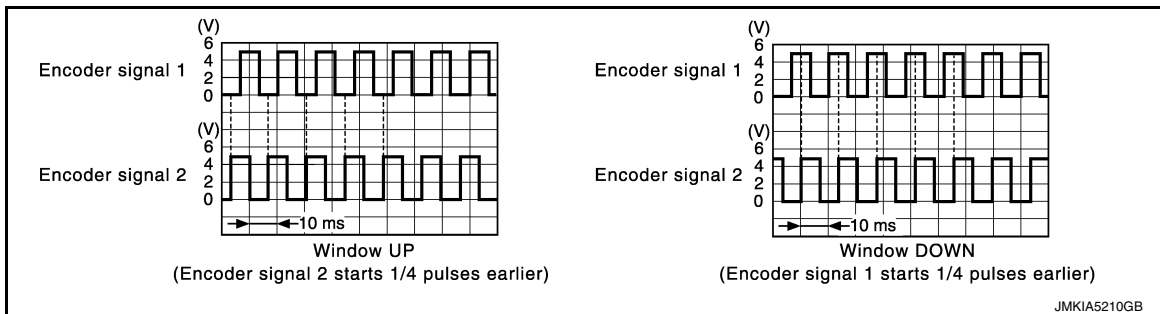 (V)
6
4
2
0
Encoder signal 1
(V)
6
4
2
0
Encoder signal 2
10 ms
Window UP
(Encoder signal 2 starts 1/4 pulses earlier)
(V)
6
4
2
0
Encoder signal 1
(V)
6
4
2
0
Encoder signal 2
10 ms
Window DOWN
(Encoder signal 1 starts 1/4 pulses earlier)
JMKIA5210GB